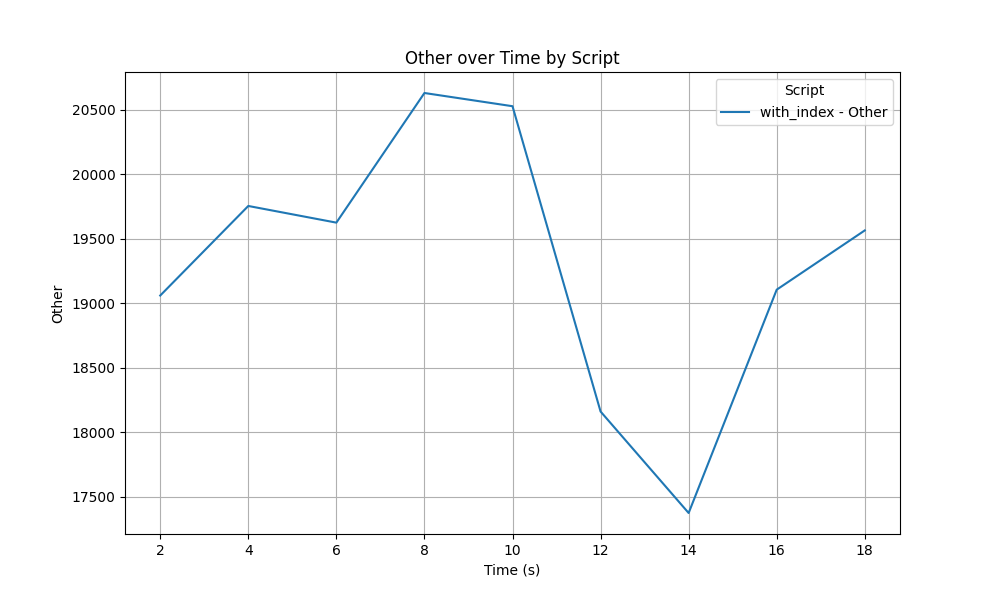 Other over Time by Script
Script
with_index - Other
20500
20000
19500
19000
18500
18000
17500
Other
2 4 6 8 10 12 14 16 18
Time (s)